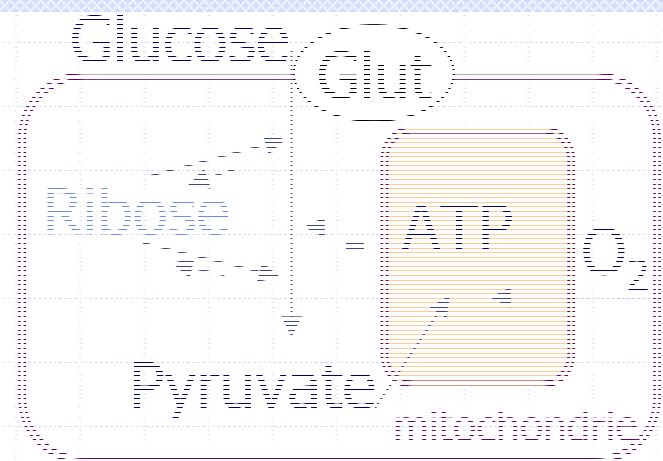 Glucose
Glut
Ribose
ATP
O₂
Pyruvate
mitochondrie